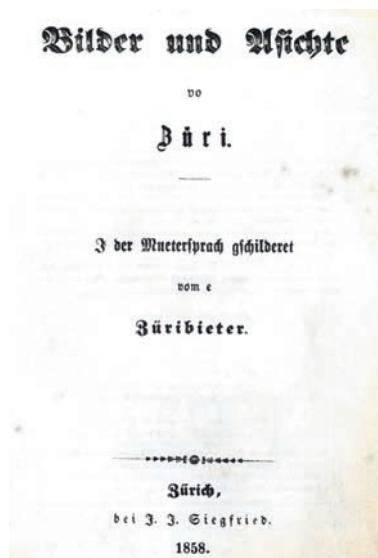 Bilder und Asichte
vo
Züri.
I der Muetersprach gschilderet
vom e
Züribieter.
Zürich,
bei J. J. Siegfried.
1858.